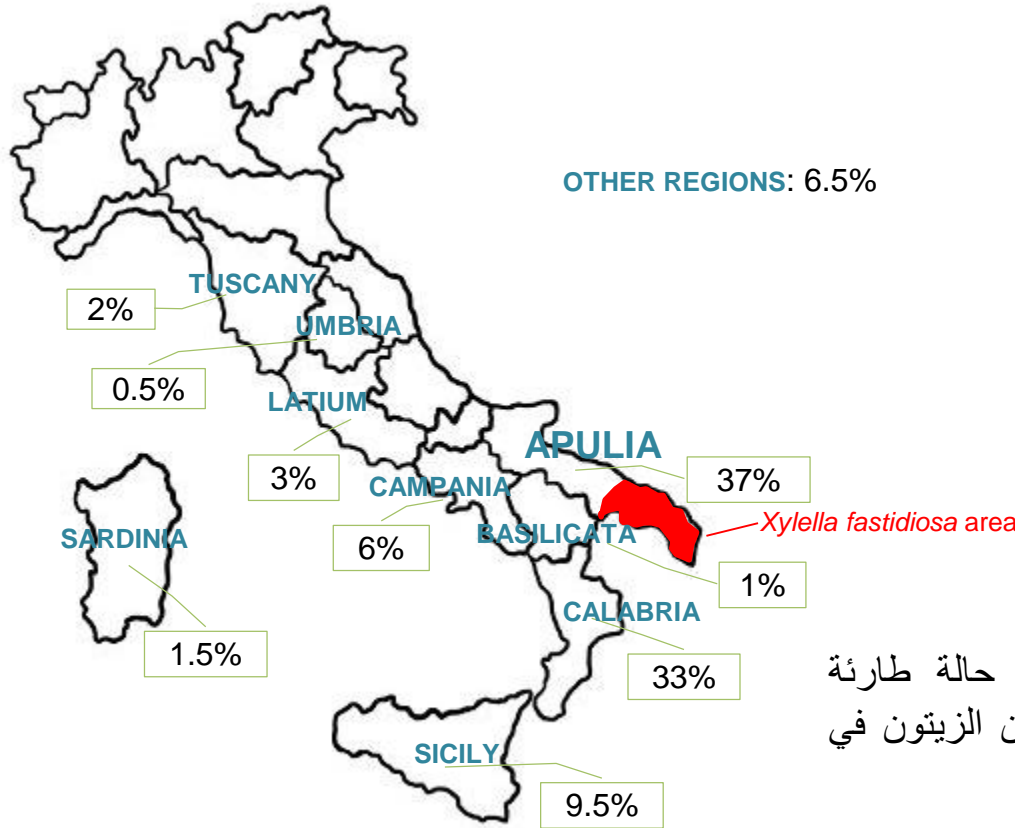 OTHER REGIONS: 6.5%
TUSCANY
2%
UMBRIA
0.5%
LATIUM
3%
APULIA
37%
CAMPANIA
6%
Xylella fastidiosa area
BASILICATA
1%
SARDINIA
1.5%
CALABRIA
33%
حالة طارئة
الزيتون في
SICILY
9.5%